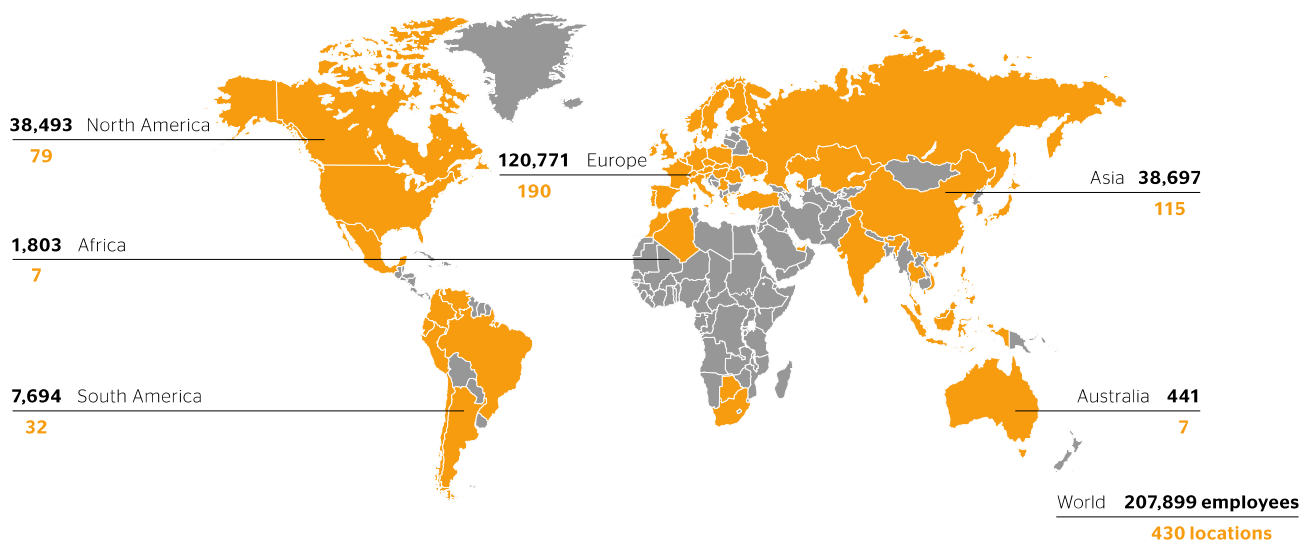 38,493 North America
79
120,771 Europe
190
Asia 38,697
115
1,803 Africa
7
7,694 South America
32
Australia 441
7
World 207,899 employees
430 locations